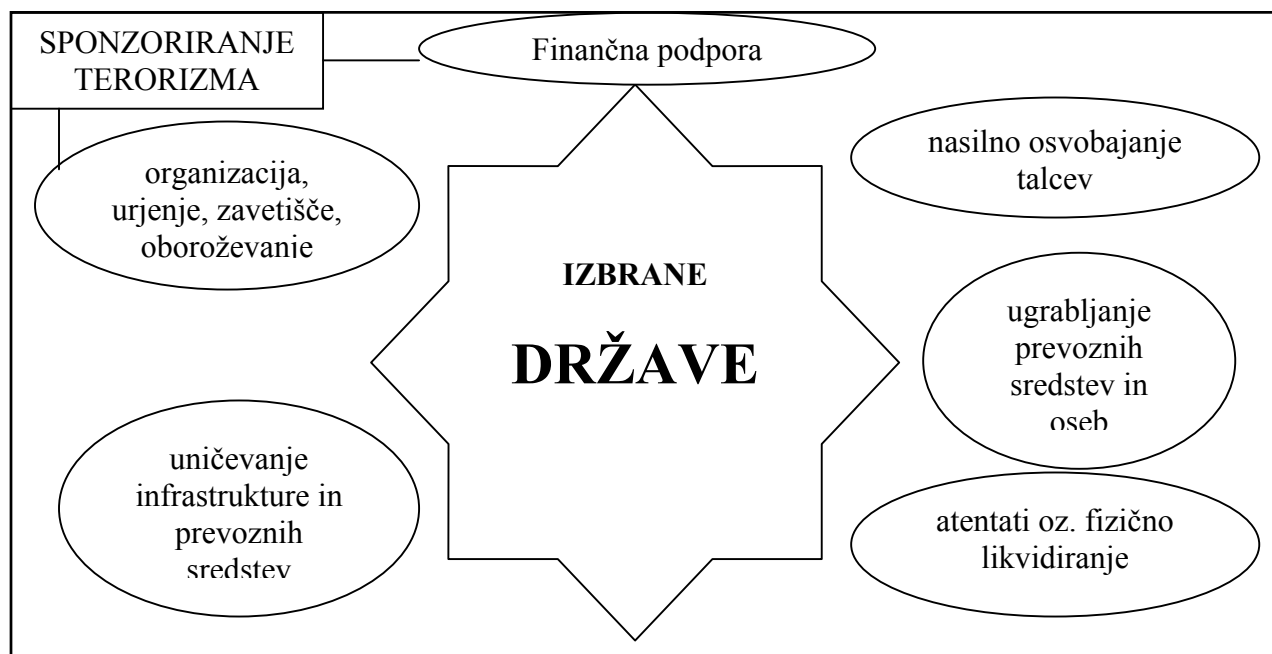 SPONZORIRANJE
TERORIZMA
Finančna podpora
nasilno osvobajanje
talcev
organizacija,
urjenje, zavetišče,
oboroževanje
IZBRANE
DRŽAVE
ugrabljanje
prevoznih
sredstev in
oseb
uničevanje
infrastrukture in
prevoznih
sredstev
atentati oz. fizično
likvidiranje